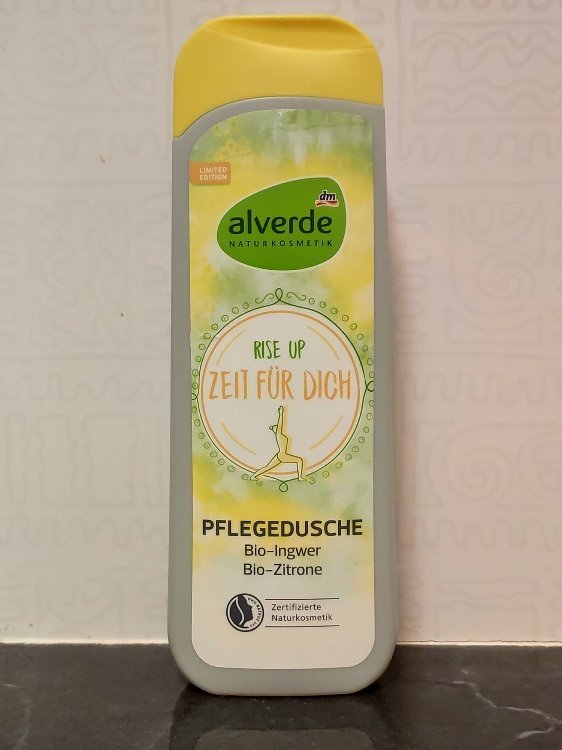 LIMITED
EDITION
dm
alverde
NATURKOSMETIK
RISE UP
ZEIT FÜR DICH
PFLEGEDUSCHE
Bio-Ingwer
Bio-Zitrone
Zertifizierte
Naturkosmetik